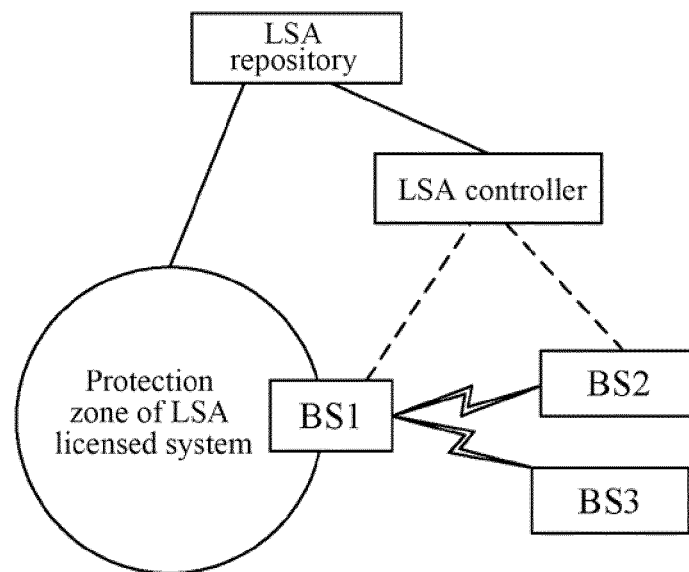 LSA
repository
LSA controller
Protection
zone of LSA
licensed system
BS1
BS2
BS3